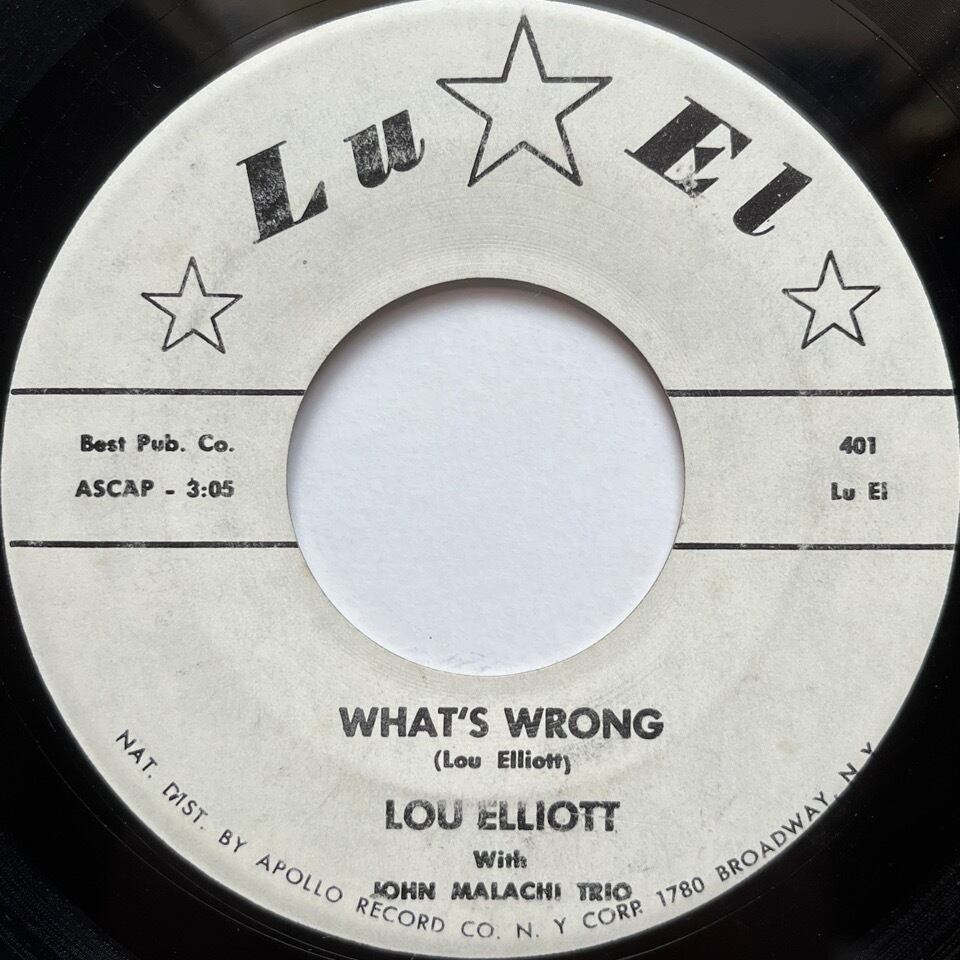 Lu El
Best Pub. Co.
ASCAP - 3:05
401
Lu El
WHAT'S WRONG
(Lou Elliott)
LOU ELLIOTT
With
JOHN MALACHI TRIO
NAT. DIST. BY APOLLO RECORD CO. N. Y CORP. 1780 BROADWAY, N. Y